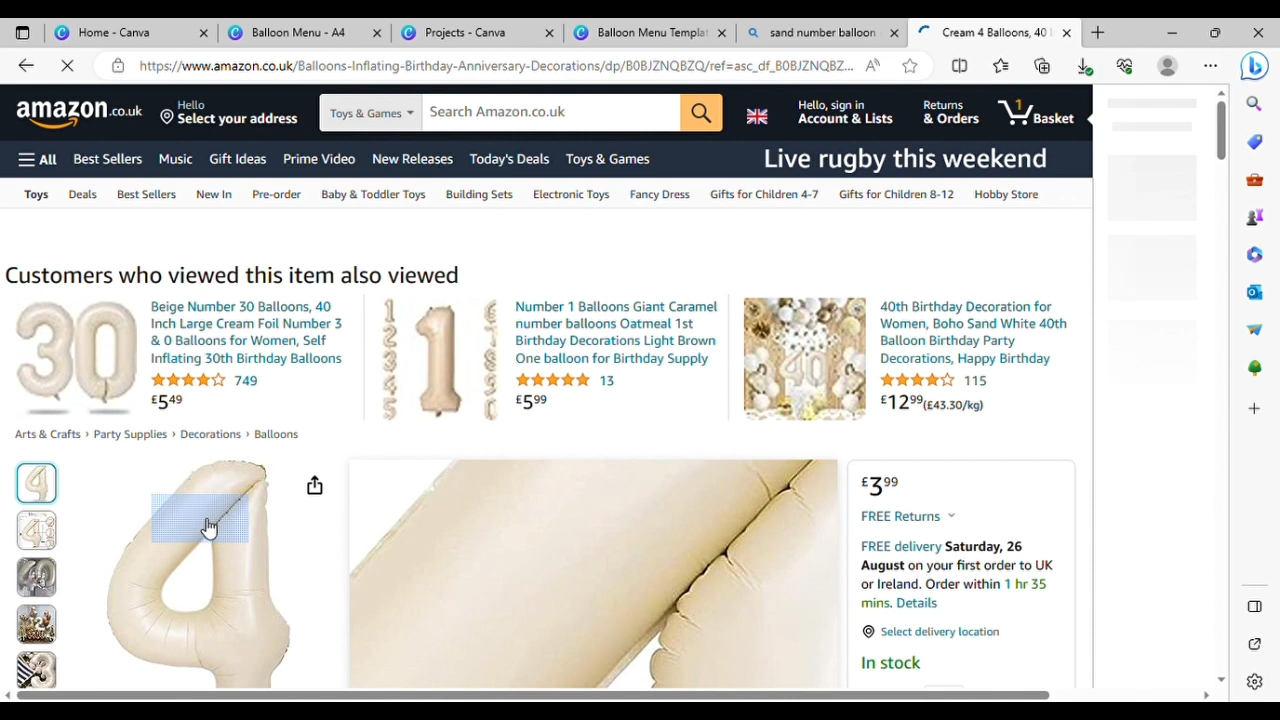 Home - Canva
Balloon Menu - A4
Projects - Canva
Balloon Menu Templat
sand number balloon
Cream 4 Balloons, 40 I
https://www.amazon.co.uk/Balloons-Inflating-Birthday-Anniversary-Decorations/dp/B0BJZNQBZQ/ref=asc_df_B0BJZNQBZ...
amazon.co.uk
Hello
Select your address
Toys & Games
Search Amazon.co.uk
Hello, sign in
Account & Lists
Returns
& Orders
1
Basket
All
Best Sellers
Music
Gift Ideas
Prime Video
New Releases
Today's Deals
Toys & Games
Live rugby this weekend
Toys
Deals
Best Sellers
New In
Pre-order
Baby & Toddler Toys
Building Sets
Electronic Toys
Fancy Dress
Gifts for Children 4-7
Gifts for Children 8-12
Hobby Store
Customers who viewed this item also viewed
Beige Number 30 Balloons, 40
Inch Large Cream Foil Number 3
& 0 Balloons for Women, Self
Inflating 30th Birthday Balloons
749
£5.49
Number 1 Balloons Giant Caramel
number balloons Oatmeal 1st
Birthday Decorations Light Brown
One balloon for Birthday Supply
13
£5.99
40th Birthday Decoration for
Women, Boho Sand White 40th
Balloon Birthday Party
Decorations, Happy Birthday
115
£12.99 (£43.30/kg)
Arts & Crafts › Party Supplies › Decorations › Balloons
£3.99
FREE Returns
FREE delivery Saturday, 26
August on your first order to UK
or Ireland. Order within 1 hr 35
mins. Details
Select delivery location
In stock